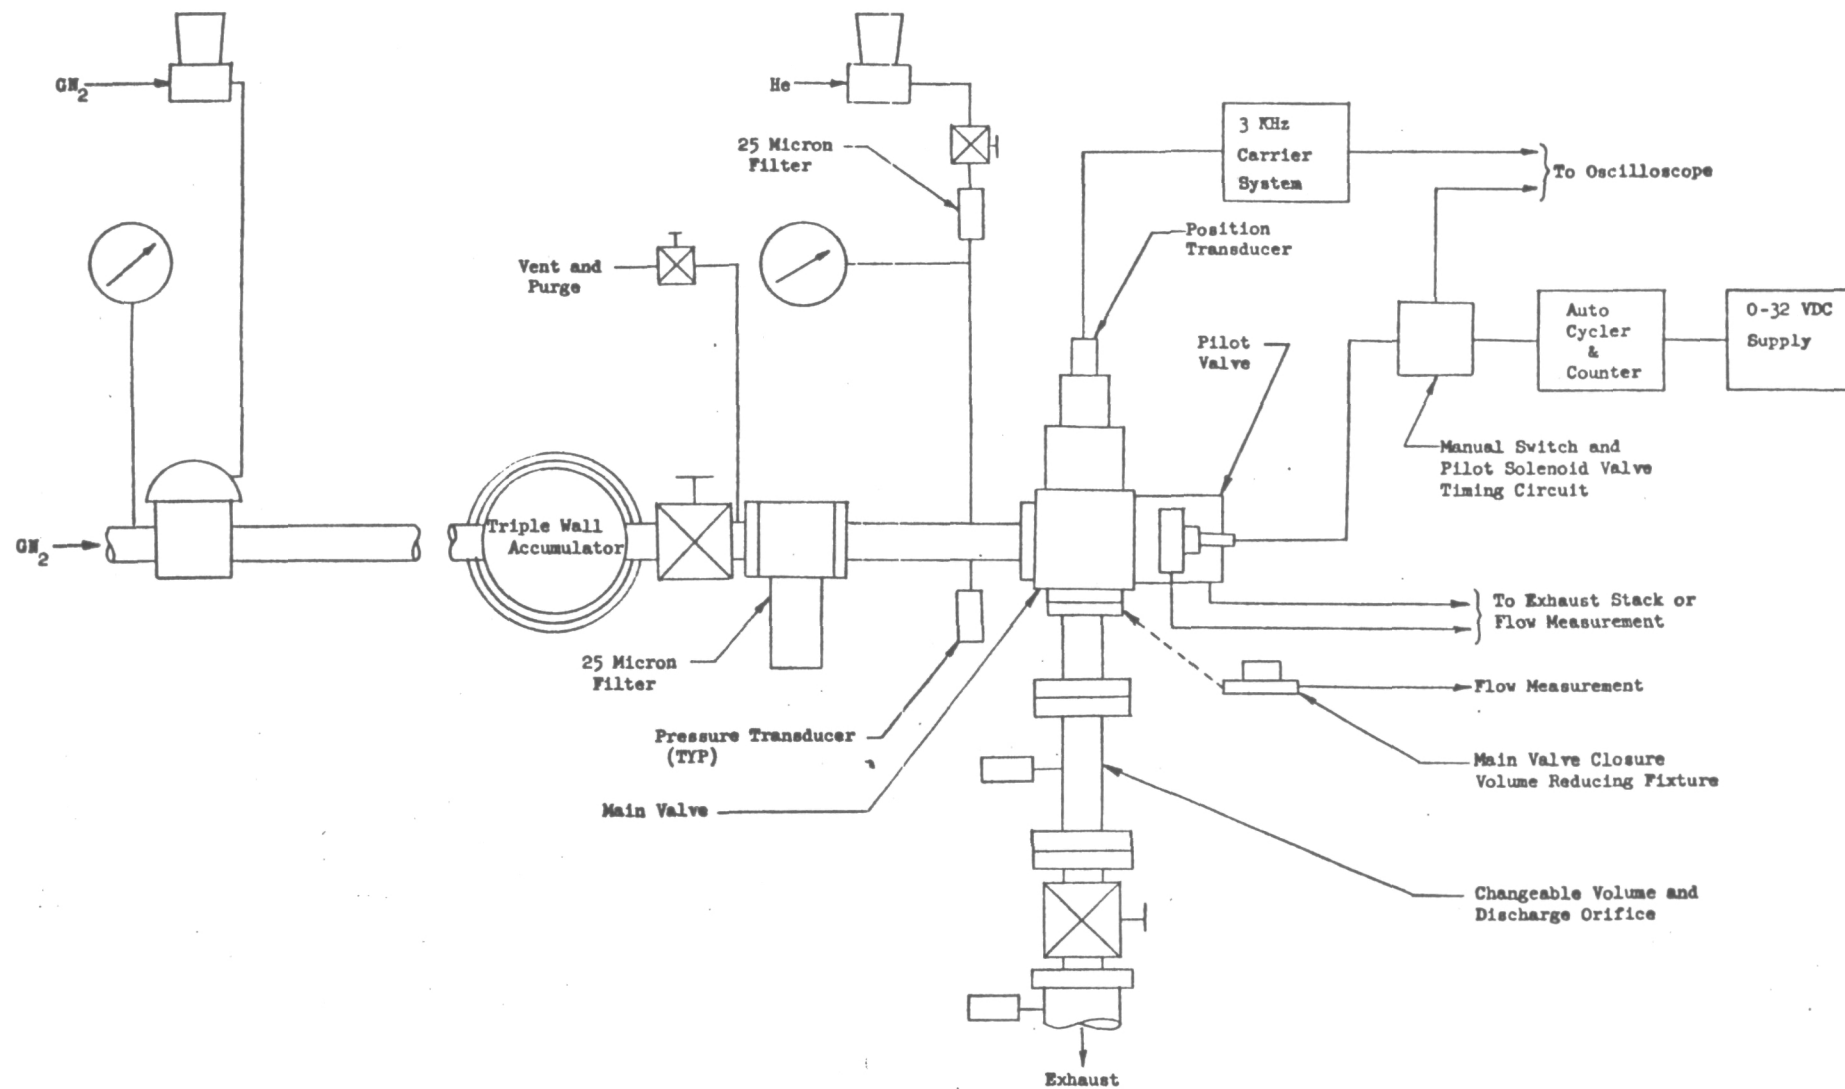 GN2
He
25 Micron
Filter
3 KHz
Carrier
System
To Oscilloscope
Position
Transducer
Vent and
Purge
Pilot
Valve
Auto
Cycler
&
Counter
0-32 VDC
Supply
Manual Switch and
Pilot Solenoid Valve
Timing Circuit
GN2
Triple Wall
Accumulator
To Exhaust Stack or
Flow Measurement
25 Micron
Filter
Flow Measurement
Pressure Transducer
(TYP)
Main Valve Closure
Volume Reducing Fixture
Main Valve
Changeable Volume and
Discharge Orifice
Exhaust